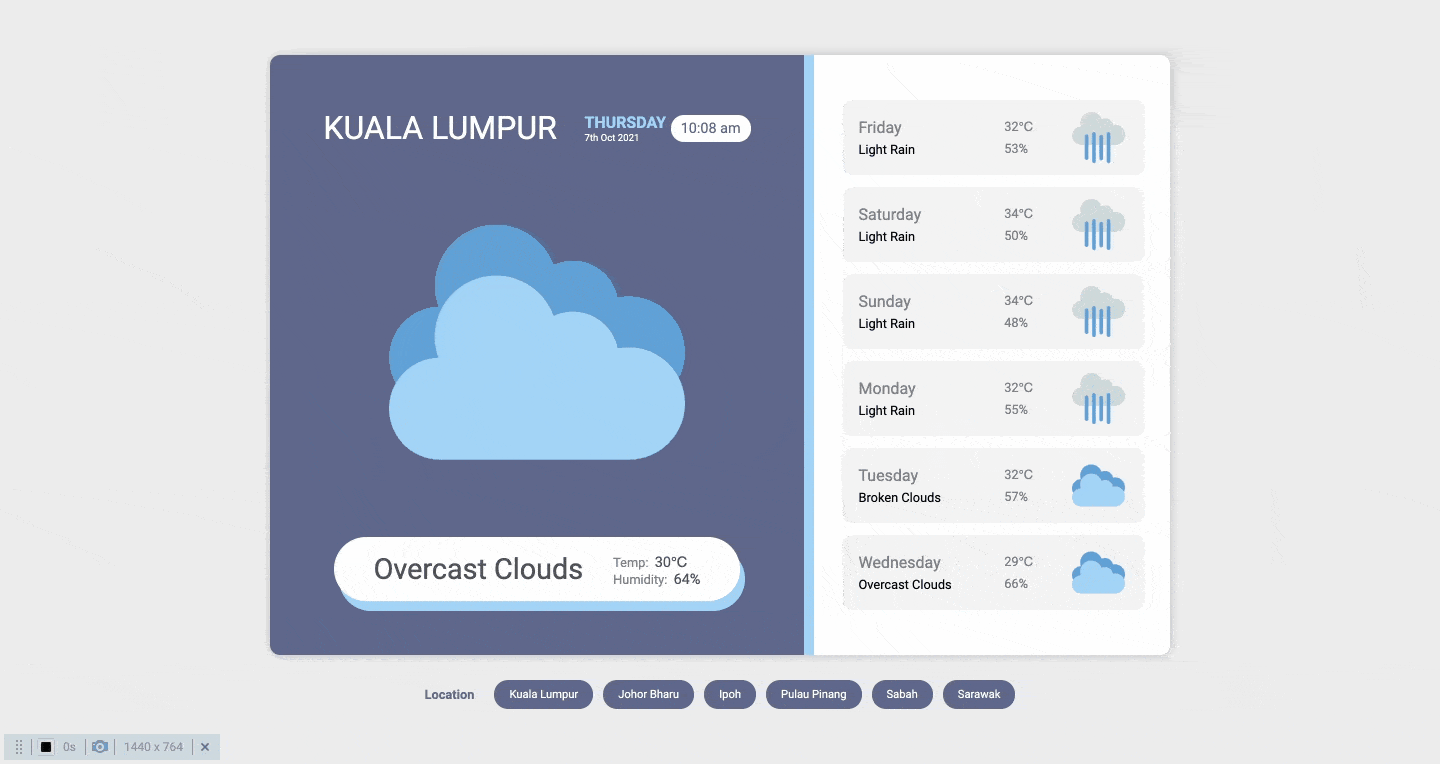 KUALA LUMPUR
THURSDAY
7th Oct 2021
10:08 am
Overcast Clouds
Temp: 30°C
Humidity: 64%
Friday 32°C
Light Rain 53%
Saturday 34°C
Light Rain 50%
Sunday 34°C
Light Rain 48%
Monday 32°C
Light Rain 55%
Tuesday 32°C
Broken Clouds 57%
Wednesday 29°C
Overcast Clouds 66%
Location Kuala Lumpur Johor Bharu Ipoh Pulau Pinang Sabah Sarawak
0s 1440 x 764